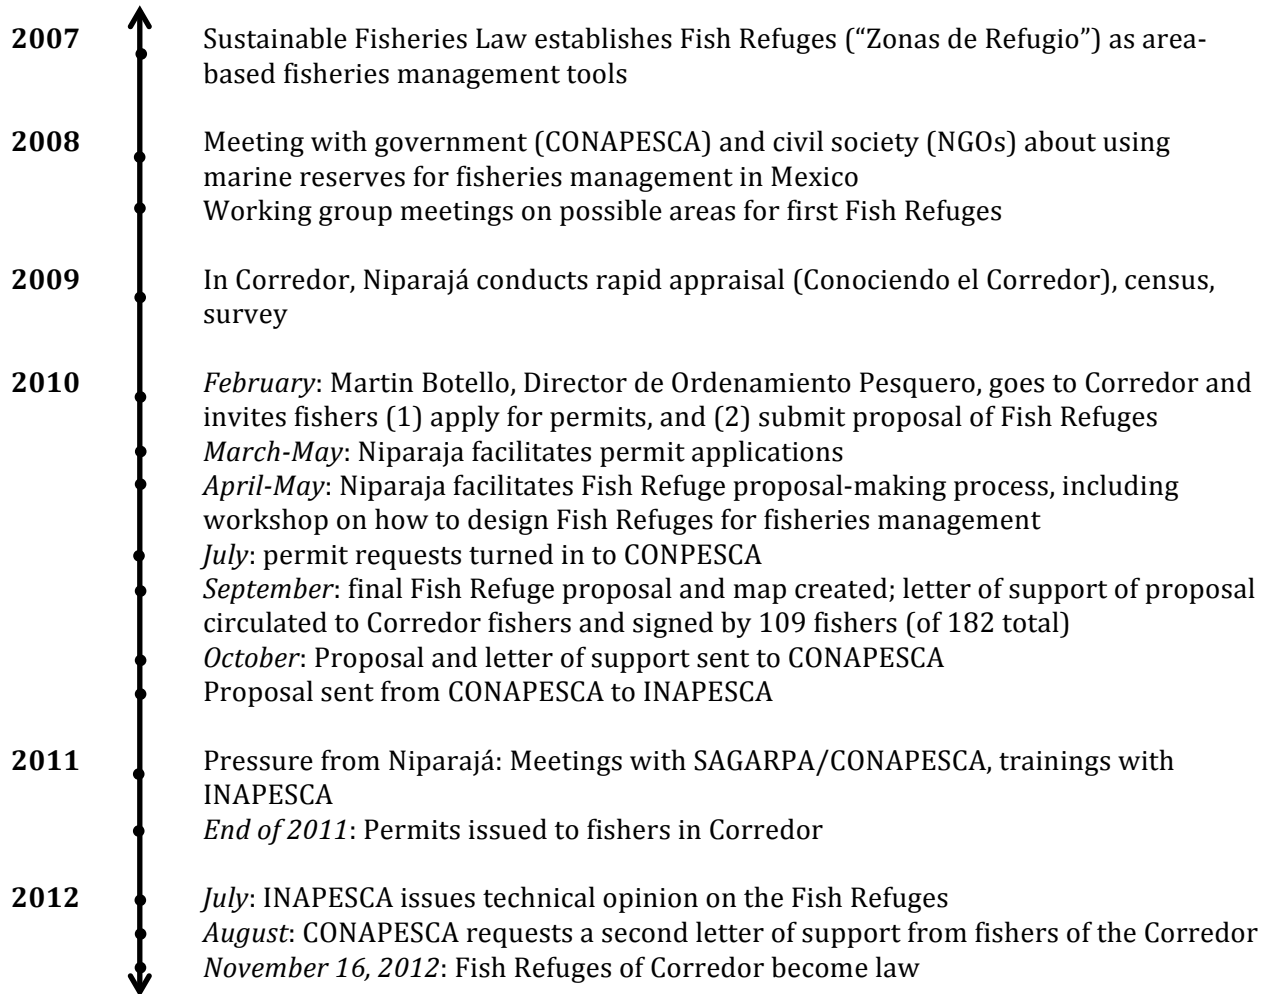 2007 Sustainable Fisheries Law establishes Fish Refuges (“Zonas de Refugio”) as area-
based fisheries management tools
2008 Meeting with government (CONAPESCA) and civil society (NGOs) about using
marine reserves for fisheries management in Mexico
Working group meetings on possible areas for first Fish Refuges
2009 In Corredor, Niparajá conducts rapid appraisal (Conociendo el Corredor), census,
survey
2010 February: Martin Botello, Director de Ordenamiento Pesquero, goes to Corredor and
invites fishers (1) apply for permits, and (2) submit proposal of Fish Refuges
March-May: Niparaja facilitates permit applications
April-May: Niparaja facilitates Fish Refuge proposal-making process, including
workshop on how to design Fish Refuges for fisheries management
July: permit requests turned in to CONPESCA
September: final Fish Refuge proposal and map created; letter of support of proposal
circulated to Corredor fishers and signed by 109 fishers (of 182 total)
October: Proposal and letter of support sent to CONAPESCA
Proposal sent from CONAPESCA to INAPESCA
2011 Pressure from Niparajá: Meetings with SAGARPA/CONAPESCA, trainings with
INAPESCA
End of 2011: Permits issued to fishers in Corredor
2012 July: INAPESCA issues technical opinion on the Fish Refuges
August: CONAPESCA requests a second letter of support from fishers of the Corredor
November 16, 2012: Fish Refuges of Corredor become law